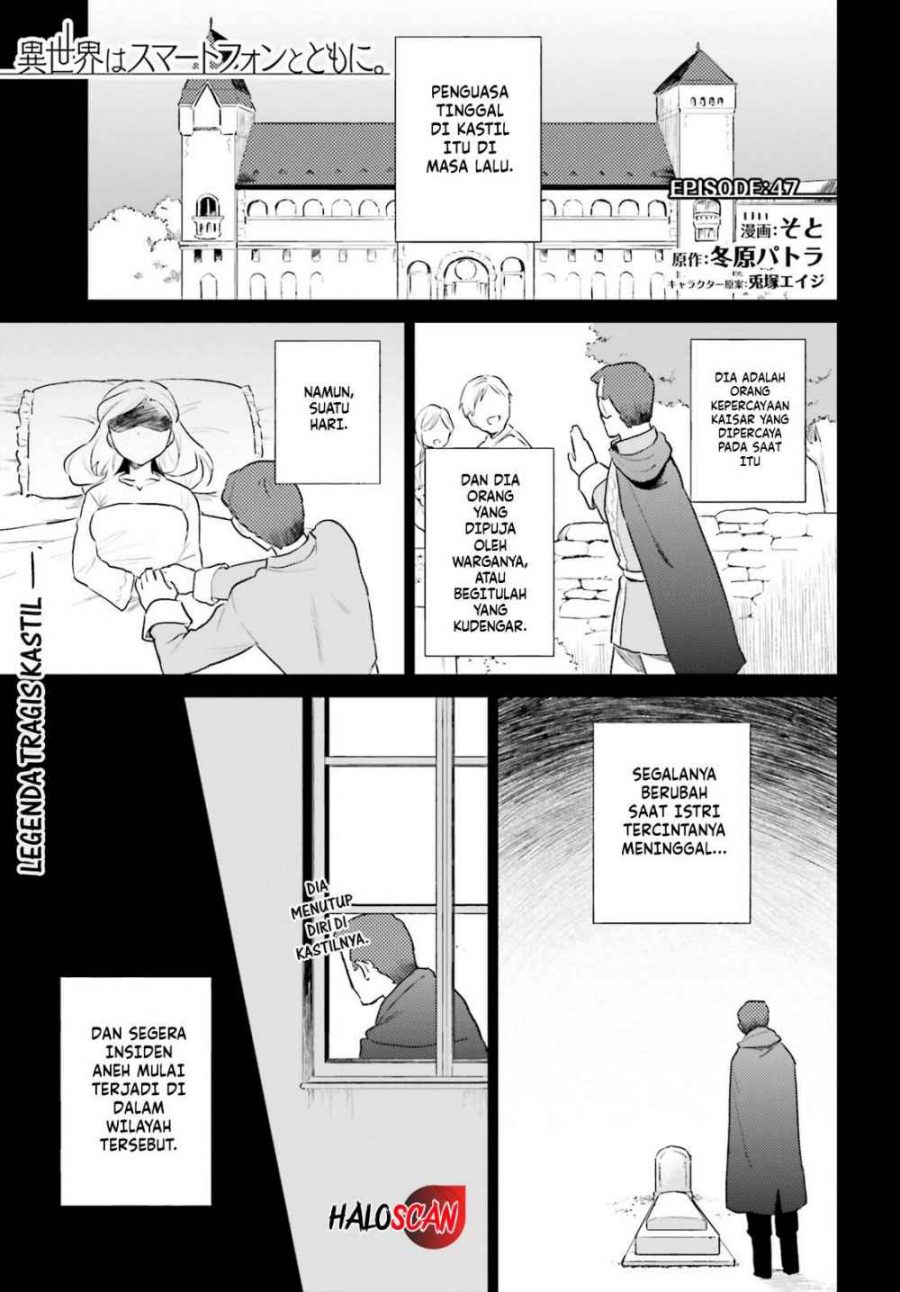 異世界はスマートフォンとともに。
PENGUASA
TINGGAL
DI KASTIL
ITU DI
MASA LALU.
EPISODE:47
漫画:そと
原作:冬原パトラ
キャラクター原案:兎塚エイジ
DIA ADALAH
ORANG
KEPERCAYAAN
KAISAR YANG
DIPERCAYA
PADA SAAT
ITU
DAN DIA
ORANG
YANG
DIPUJA
OLEH
WARGANYA,
ATAU
BEGITULAH
YANG
KUDENGAR.
NAMUN,
SUATU
HARI.
LEGENDA TRAGIS KASTIL —
SEGALANYA
BERUBAH
SAAT ISTRI
TERCINTANYA
MENINGGAL...
DIA
MENUTUP
DIRI DI
KASTILNYA.
DAN SEGERA
INSIDEN
ANEH MULAI
TERJADI DI
DALAM
WILAYAH
TERSEBUT.
HALOSCAN